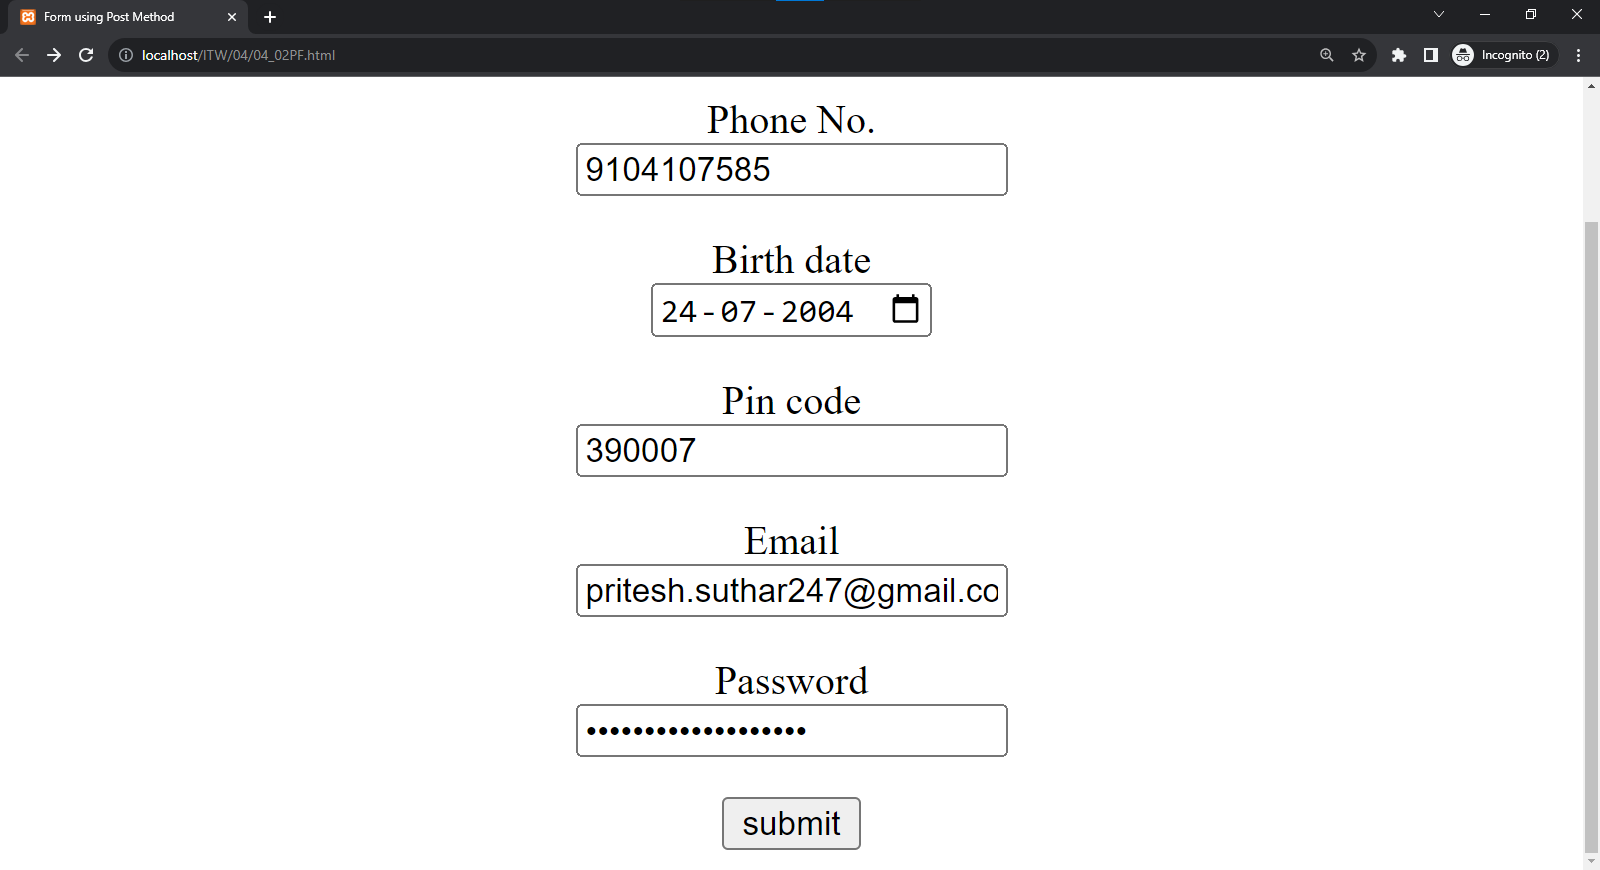 Form using Post Method
localhost/ITW/04/04_02PF.html
Incognito (2)
Phone No.
9104107585
Birth date
24-07-2004
Pin code
390007
Email
pritesh.suthar247@gmail.co
Password
•••••••••••••••••••
submit